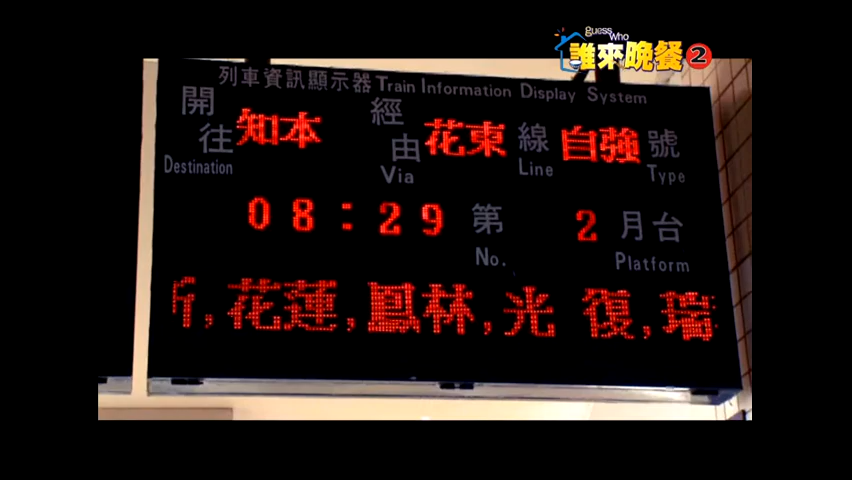 guess
Who
誰來晚餐2
列車資訊顯示器 Train Information Display System
開往 知本 經由 花東 線 自強 號
Destination Via Line Type
08:29 第 2 月台
No. Platform
,花蓮,鳳林,光 復,瑞